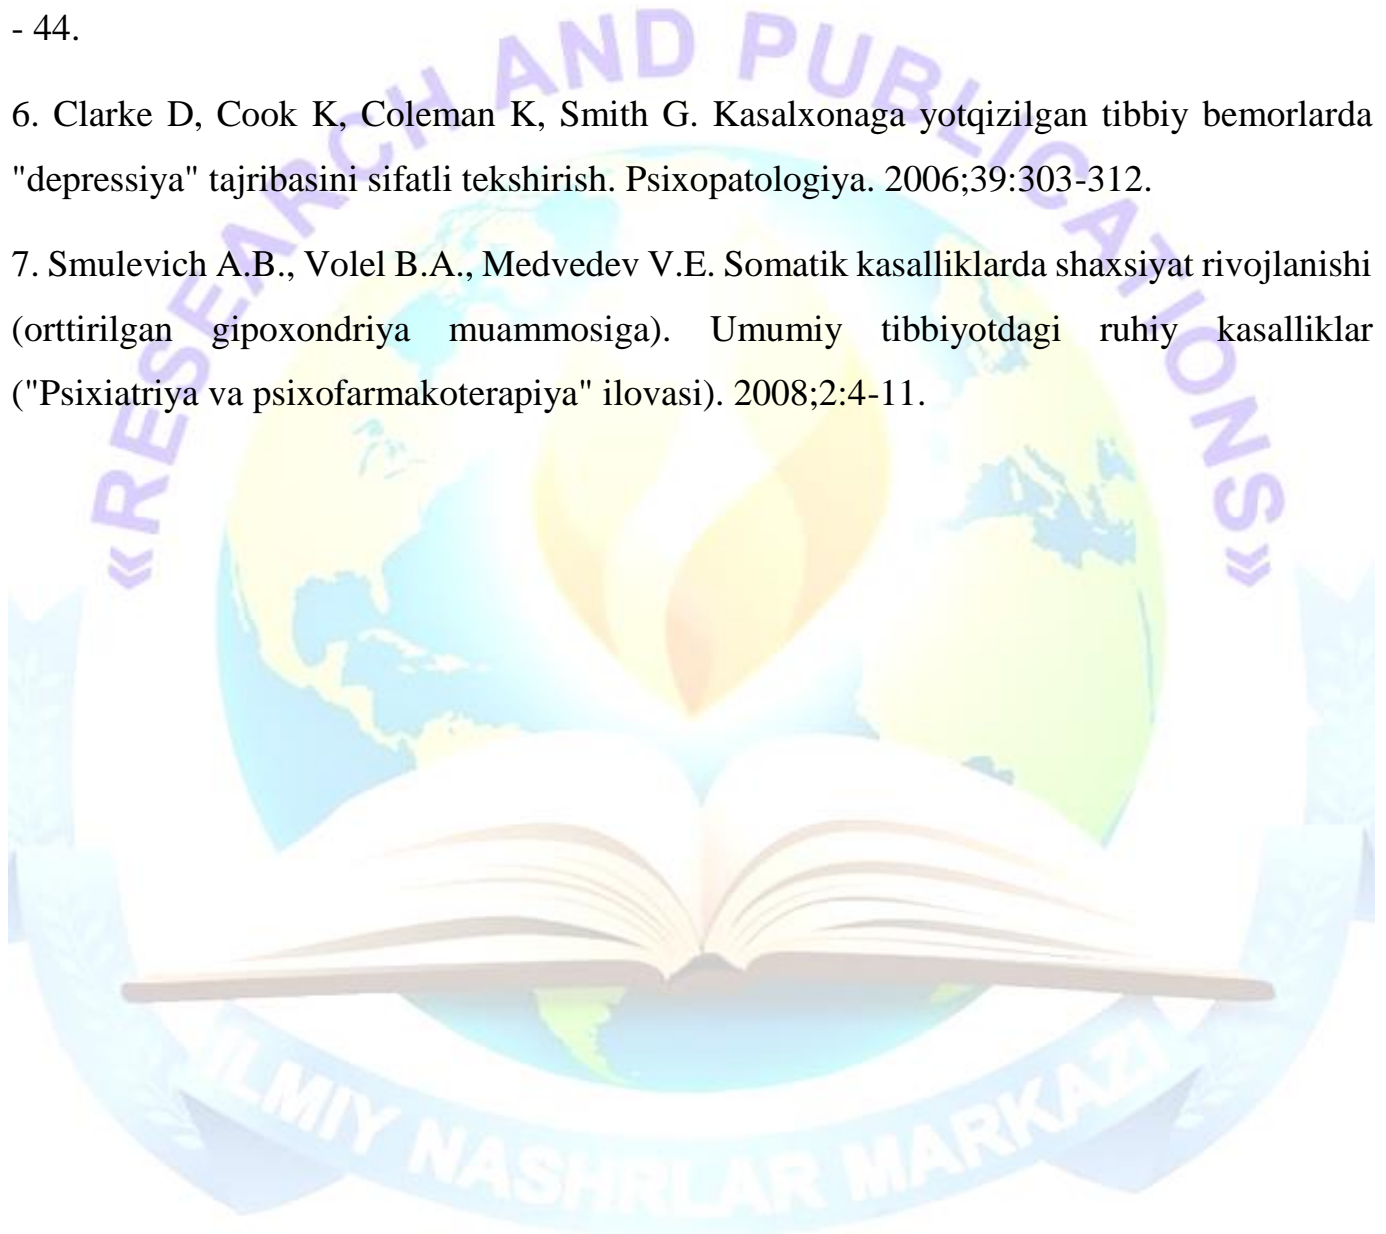 - 44.
6. Clarke D, Cook K, Coleman K, Smith G. Kasalxonaga yotqizilgan tibbiy bemorlarda
"depressiya" tajribasini sifatli tekshirish. Psixopatologiya. 2006;39:303-312.
7. Smulevich A.B., Volel B.A., Medvedev V.E. Somatik kasalliklarda shaxsiyat rivojlanishi
(orttirilgan gipoxondriya muammosiga). Umumiy tibbiyotdagi ruhiy kasalliklar
("Psixiatriya va psixofarmakoterapiya" ilovasi). 2008;2:4-11.
«RESEARCH AND PUBLICATIONS»
ILMIY NASHRLAR MARKAZI